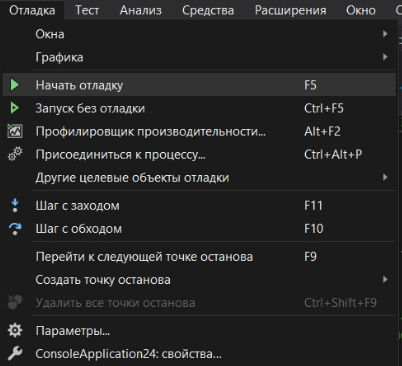 Отладка Тест Анализ Средства Расширения Окно
Окна
Графика
Начать отладку F5
Запуск без отладки Ctrl+F5
Профилировщик производительности... Alt+F2
Присоединиться к процессу... Ctrl+Alt+P
Другие целевые объекты отладки
Шаг с заходом F11
Шаг с обходом F10
Перейти к следующей точке останова F9
Создать точку останова
Удалить все точки останова Ctrl+Shift+F9
Параметры...
ConsoleApplication24: свойства...